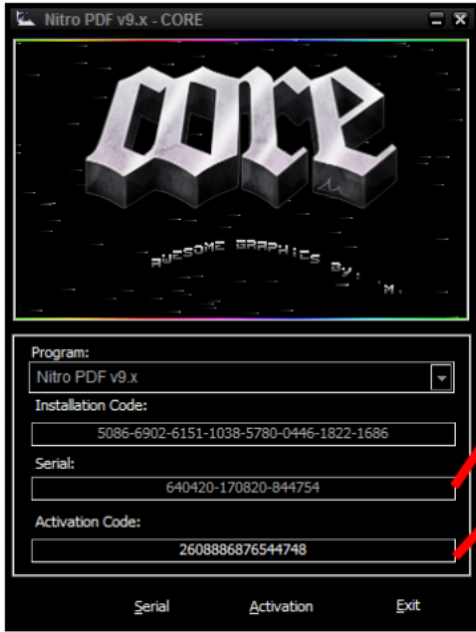 Nitro PDF v9.x - CORE
CORE
AWESOME GRAPHICS BY: 'M.
Program:
Nitro PDF v9.x
Installation Code:
5086-6902-6151-1038-5780-0446-1822-1686
Serial:
640420-170820-844754
Activation Code:
2608886876544748
Serial Activation Exit